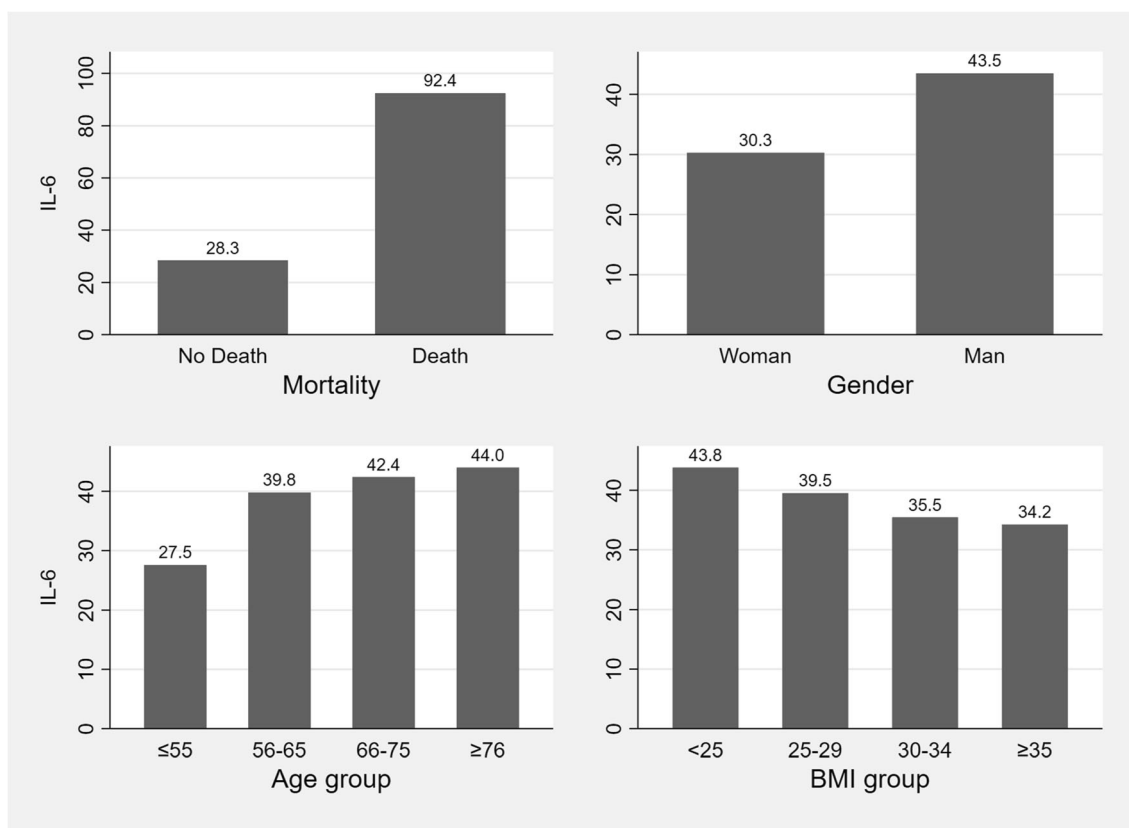 IL-6
100
80
60
40
20
0
92.4
28.3
No Death Death
Mortality
40
30
20
10
0
43.5
30.3
Woman Man
Gender
IL-6
40
30
20
10
0
27.5 39.8 42.4 44.0
≤55 56-65 66-75 ≥76
Age group
40
30
20
10
0
43.8 39.5 35.5 34.2
<25 25-29 30-34 ≥35
BMI group